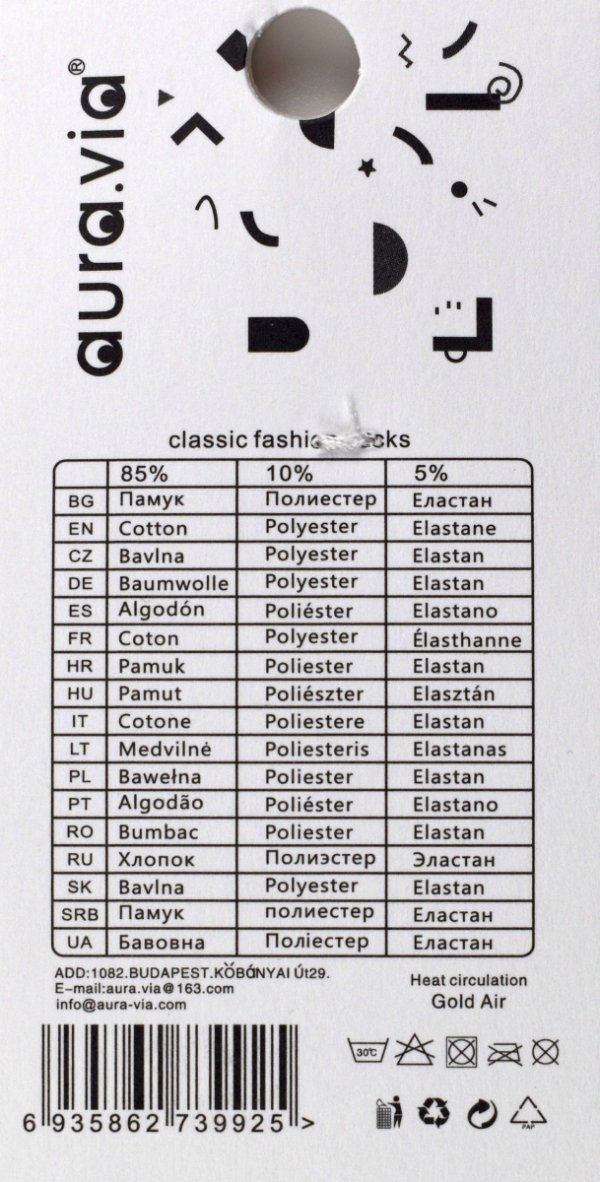 aura.via®
classic fashio cks
85% 10% 5%
BG Памук Полиестер Еластан
EN Cotton Polyester Elastane
CZ Bavlna Polyester Elastan
DE Baumwolle Polyester Elastan
ES Algodón Poliéster Elastano
FR Coton Polyester Élasthanne
HR Pamuk Poliester Elastan
HU Pamut Poliészter Elasztán
IT Cotone Poliestere Elastan
LT Medvilnė Poliesteris Elastanas
PL Bawełna Poliester Elastan
PT Algodão Poliéster Elastano
RO Bumbac Poliester Elastan
RU Хлопок Полиэстер Эластан
SK Bavlna Polyester Elastan
SRB Памук полиестер Еластан
UA Бавовна Поліестер Еластан
ADD:1082.BUDAPEST.KŎBÁNYAI Út29.
E-mail:aura.via@163.com
info@aura-via.com
Heat circulation
Gold Air
30℃
6 935862 739925 >
PAP